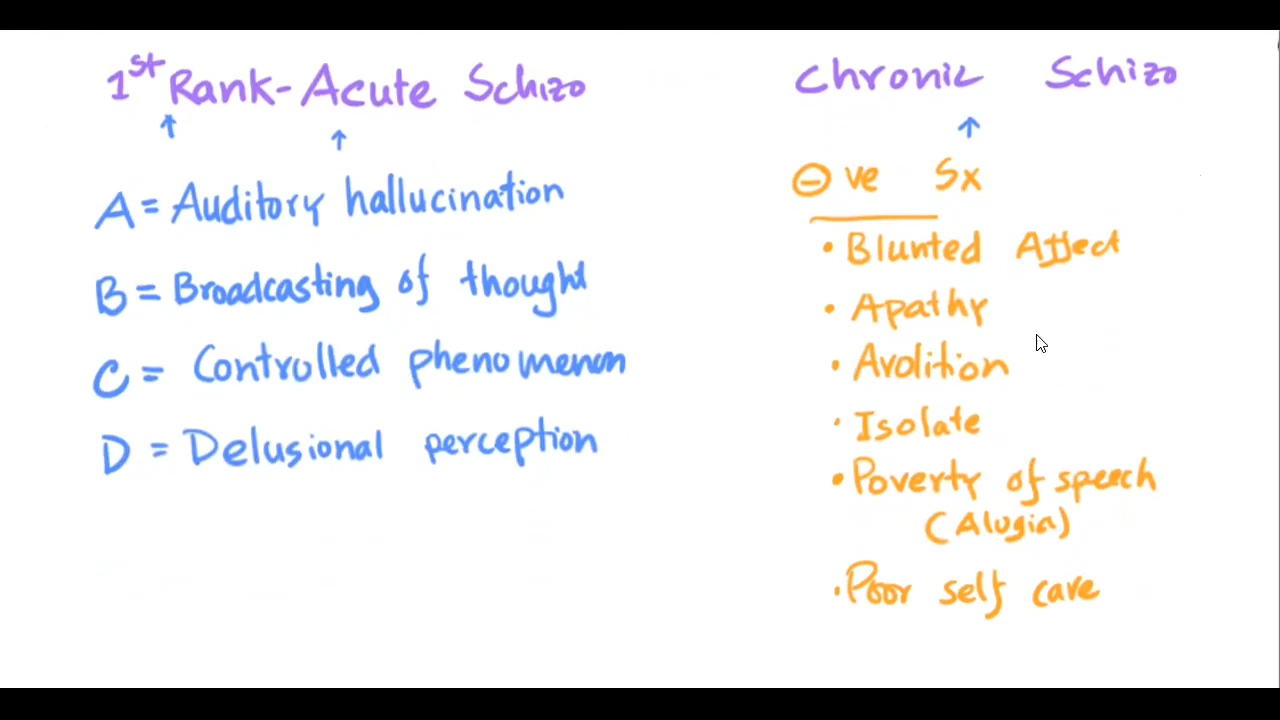 1st Rank-Acute Schizo
A = Auditory hallucination
B = Broadcasting of thought
C = Controlled phenomenon
D = Delusional perception
Chronic Schizo
⊖ ve Sx
• Blunted Affect
• Apathy
• Avolition
• Isolate
• Poverty of speech
(Alugia)
• Poor self care